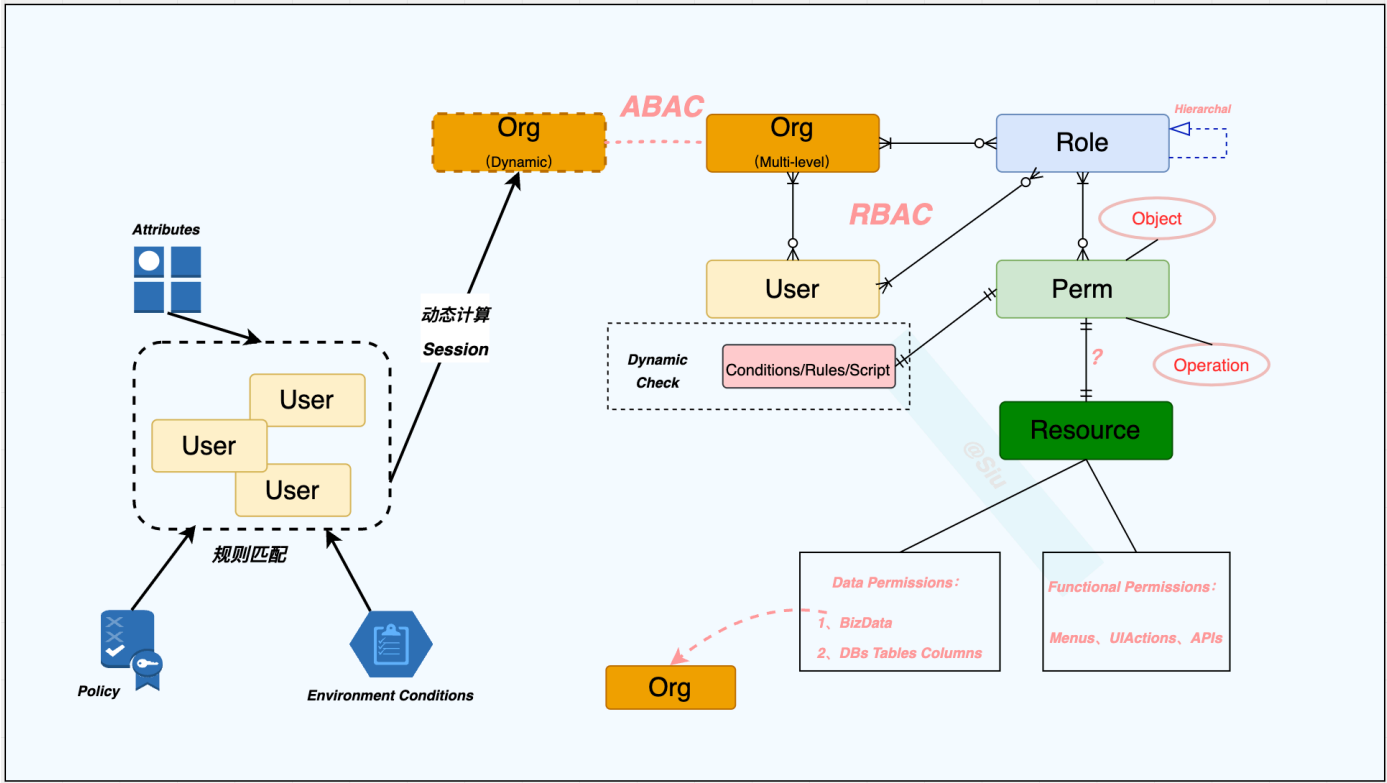 ABAC
Org
（Dynamic）
Org
（Multi-level）
Role
Hierarchal
RBAC
Object
Attributes
User
Perm
动态计算
Session
Dynamic
Check
Conditions/Rules/Script
?
Operation
User
User
User
Resource
@Slu
规则匹配
Data Permissions：
1、BizData
2、DBs Tables Columns
Functional Permissions：
Menus、UIActions、APIs
Policy
Environment Conditions
Org